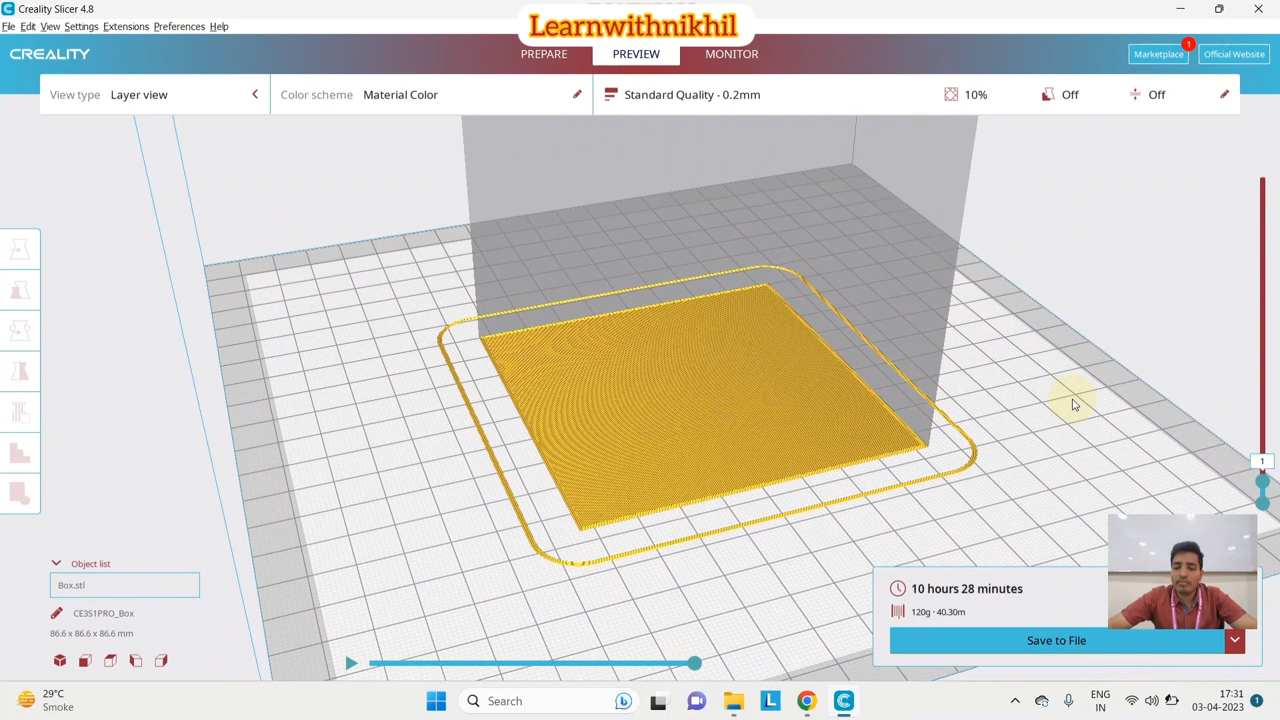 Creality Slicer 4.8
File Edit View Settings Extensions Preferences Help
Learnwithnikhil
CREALITY
PREPARE
PREVIEW
MONITOR
Marketplace
1
Official Website
View type Layer view
Color scheme Material Color
Standard Quality - 0.2mm
10%
Off
Off
1
Object list
Box.stl
CE3S1PRO_Box
86.6 x 86.6 x 86.6 mm
10 hours 28 minutes
120g · 40.30m
Save to File
29°C
Smoke
Search
ENG
IN
17:31
03-04-2023
1